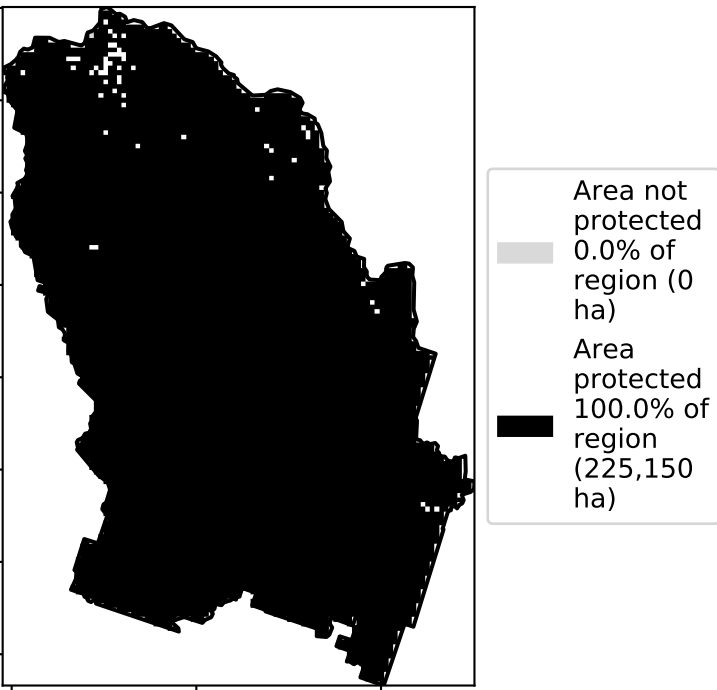 Area not
protected
0.0% of
region (0
ha)
Area
protected
100.0% of
region
(225,150
ha)